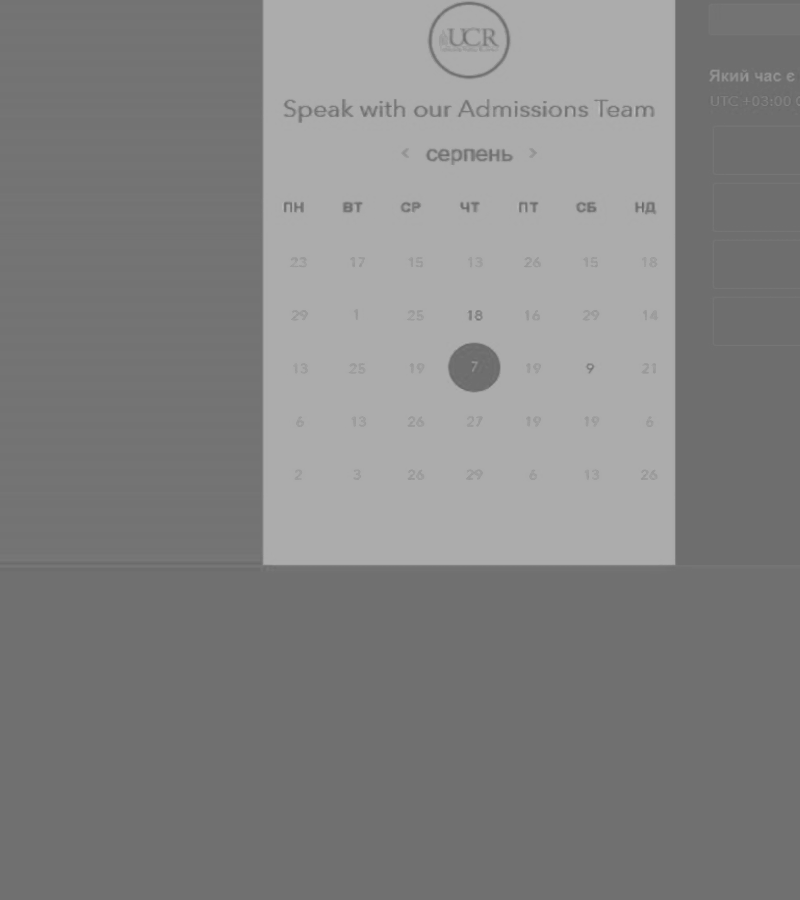 UCR
Speak with our Admissions Team
< серпень >
ПН ВТ СР ЧТ ПТ СБ НД
23 17 15 13 26 15 18
29 1 25 18 16 29 14
13 25 19 7 19 9 21
6 13 26 27 19 19 6
2 3 26 29 6 13 26
Який час є
UTC +03:00